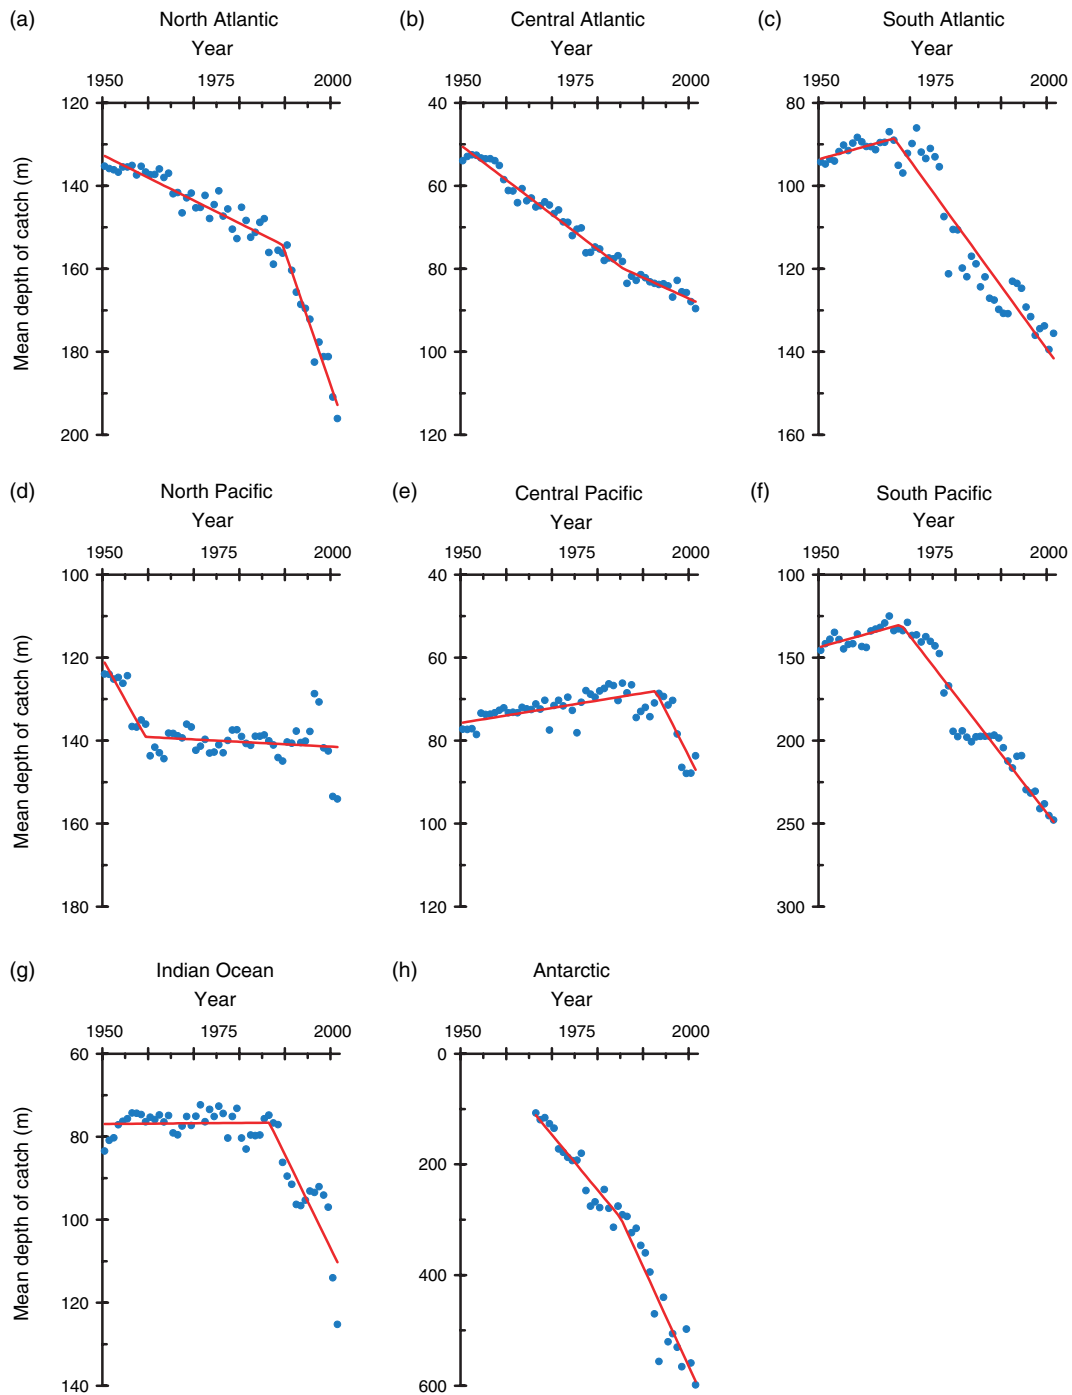 (a) North Atlantic
Year
1950 1975 2000
120
140
160
180
200
Mean depth of catch (m)
(b) Central Atlantic
Year
1950 1975 2000
40
60
80
100
120
(c) South Atlantic
Year
1950 1975 2000
80
100
120
140
160
(d) North Pacific
Year
1950 1975 2000
100
120
140
160
180
Mean depth of catch (m)
(e) Central Pacific
Year
1950 1975 2000
40
60
80
100
120
(f) South Pacific
Year
1950 1975 2000
100
150
200
250
300
(g) Indian Ocean
Year
1950 1975 2000
60
80
100
120
140
Mean depth of catch (m)
(h) Antarctic
Year
1950 1975 2000
0
200
400
600